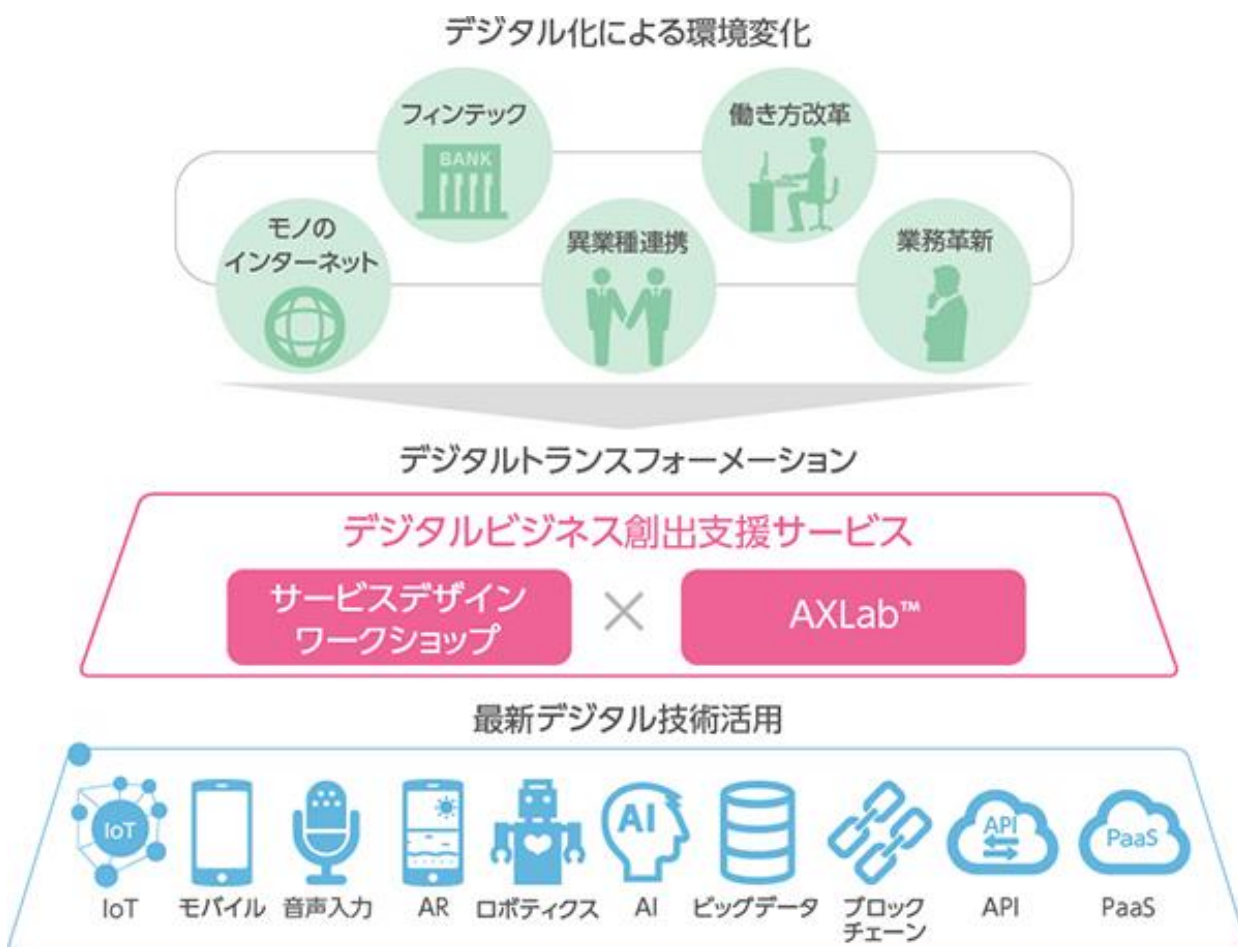 デジタル化による環境変化
フィンテック
BANK
働き方改革
モノの
インターネット
異業種連携
業務革新
デジタルトランスフォーメーション
デジタルビジネス創出支援サービス
サービスデザイン
ワークショップ
×
AXLab™
最新デジタル技術活用
IoT
AI
API
PaaS
IoT
モバイル
音声入力
AR
ロボティクス
AI
ビッグデータ
ブロック
チェーン
API
PaaS